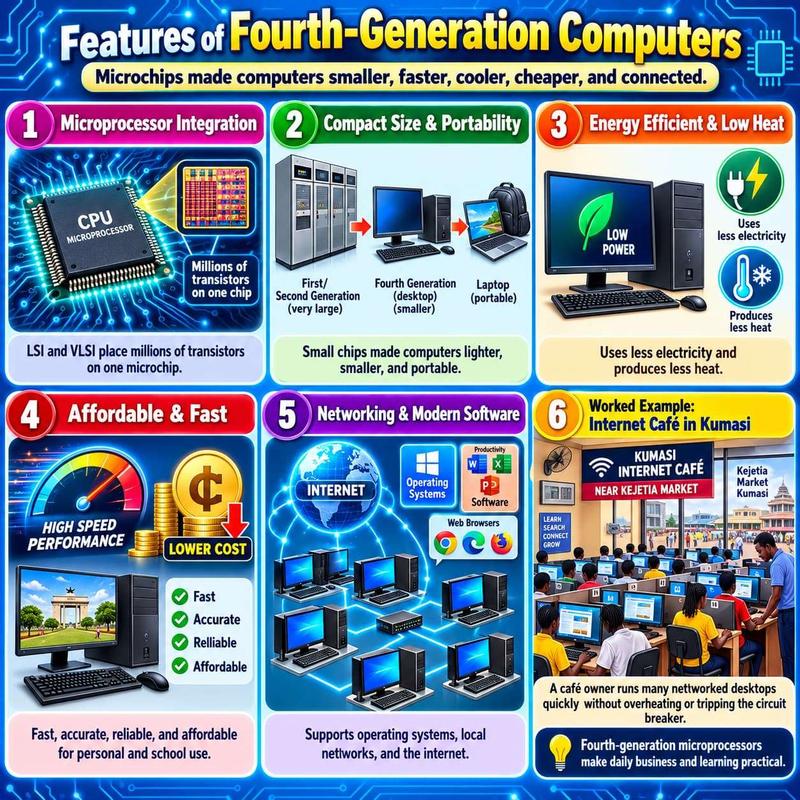 Features of Fourth-Generation Computers
Microchips made computers smaller, faster, cooler, cheaper, and connected.
1 Microprocessor Integration
CPU
MICROPROCESSOR
Millions of
transistors
on one chip
LSI and VLSI place millions of transistors
on one microchip.
2 Compact Size & Portability
First/
Second Generation
(very large)
Fourth Generation
(desktop)
(smaller)
Laptop
(portable)
Small chips made computers lighter,
smaller, and portable.
3 Energy Efficient & Low Heat
LOW
POWER
Uses
less electricity
Produces
less heat
Uses less electricity and
produces less heat.
4 Affordable & Fast
HIGH SPEED
PERFORMANCE
₵
LOWER COST
Fast
Accurate
Reliable
Affordable
Fast, accurate, reliable, and affordable
for personal and school use.
5 Networking & Modern Software
INTERNET
Operating
Systems
Productivity
W X
P
Software
Web Browsers
Supports operating systems, local
networks, and the internet.
6 Worked Example:
Internet Café in Kumasi
KUMASI
INTERNET CAFÉ
NEAR KEJETIA MARKET
Kejetia
Market
Kumasi
LEARN
SEARCH
CONNECT
GROW
A café owner runs many networked desktops
quickly without overheating or tripping the circuit
breaker.
Fourth-generation microprocessors
make daily business and learning practical.